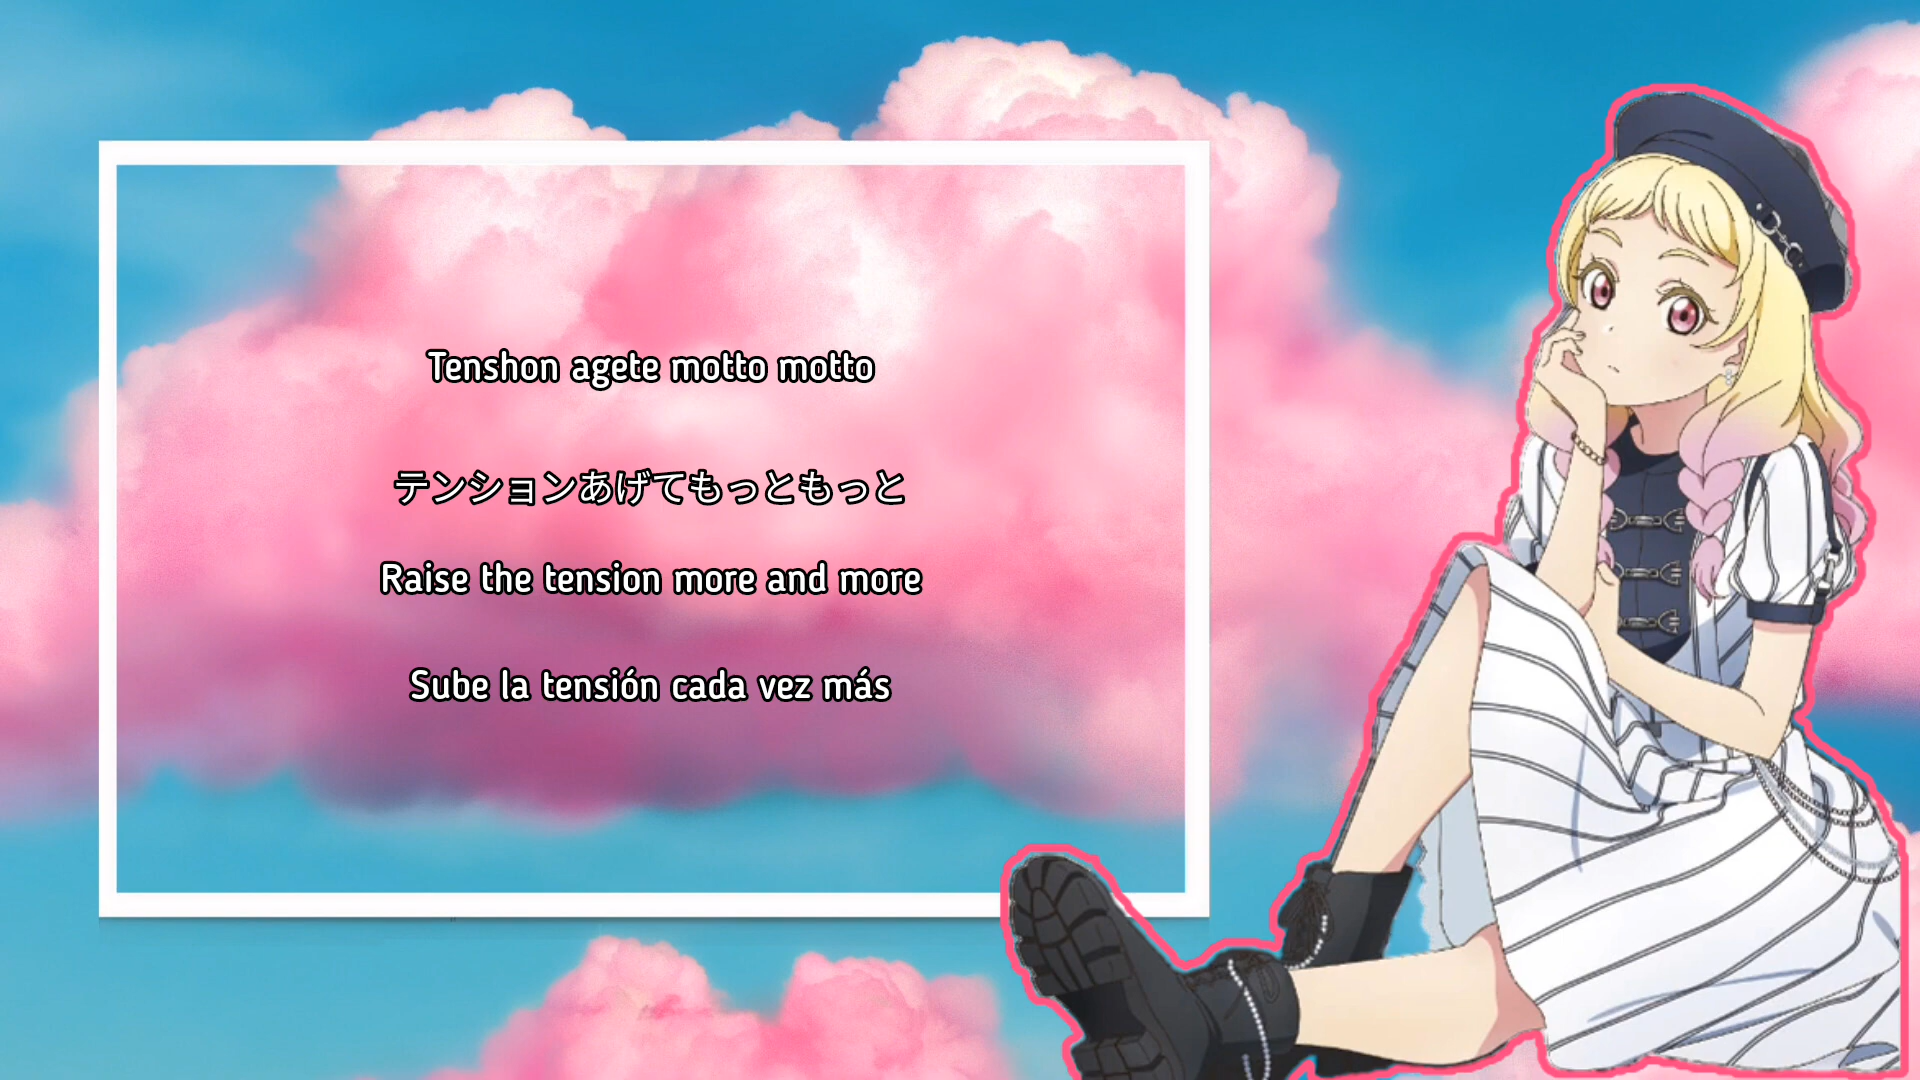 Tenshon agete motto motto
テンションあげてもっともっと
Raise the tension more and more
Sube la tensión cada vez más